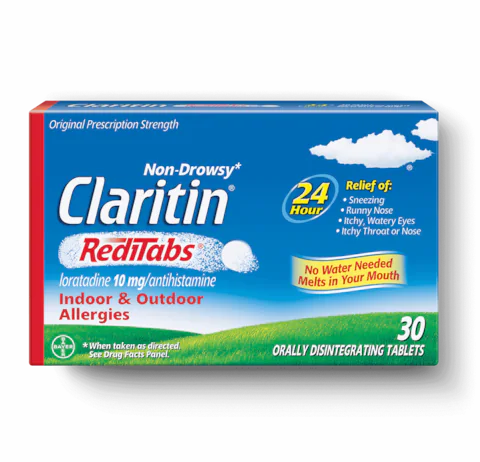 Claritin
Original Prescription Strength
Non-Drowsy*
Claritin®
RediTabs®
loratadine 10 mg/antihistamine
Indoor & Outdoor
Allergies
BAYER
*When taken as directed.
See Drug Facts Panel.
24
Hour
Relief of:
• Sneezing
• Runny Nose
• Itchy, Watery Eyes
• Itchy Throat or Nose
®
No Water Needed
Melts in Your Mouth
30
ORALLY DISINTEGRATING TABLETS